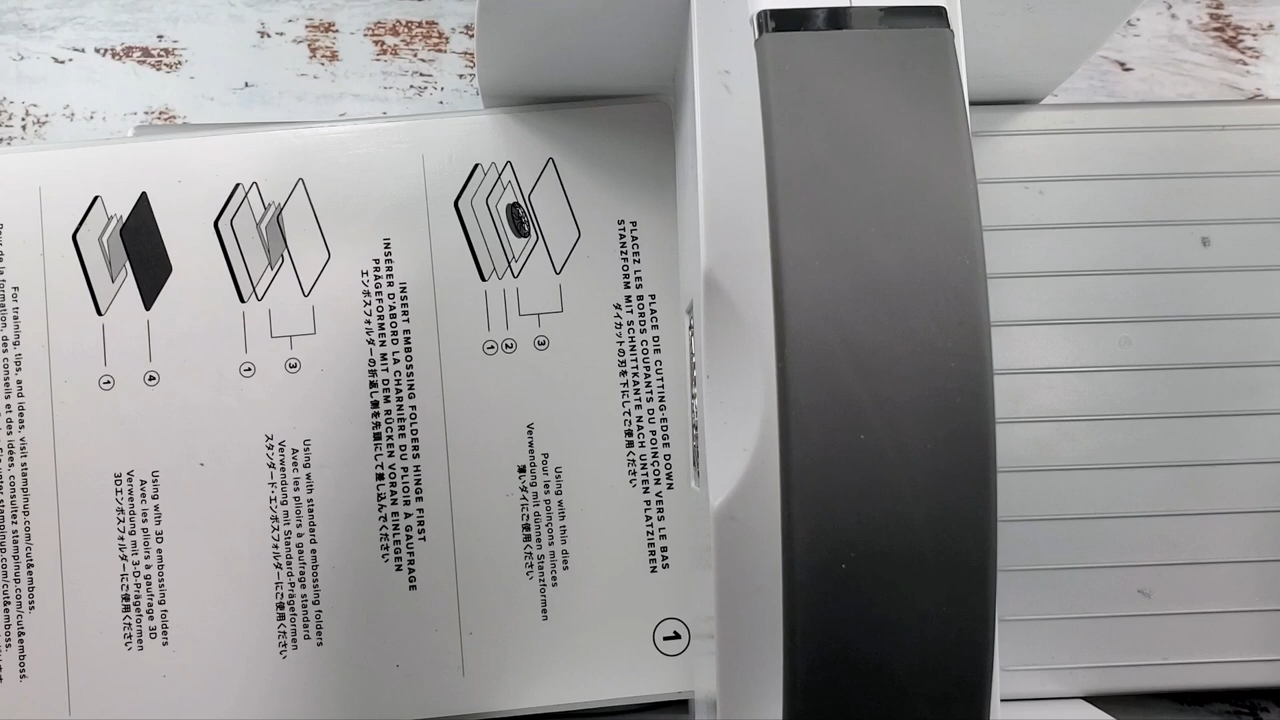 1
PLACE DIE CUTTING-EDGE DOWN
PLACEZ LES BORDS COUPANTS DU POINÇON VERS LE BAS
STANZFORM MIT SCHNITTKANTE NACH UNTEN PLATZIEREN
ダイカットの刃を下にしてご使用ください
3
2
1
Using with thin dies
Pour les poinçons minces
Verwendung mit dünnen Stanzformen
薄いダイにご使用ください
INSERT EMBOSSING FOLDERS HINGE FIRST
INSÉRER D'ABORD LA CHARNIÈRE DU PLIOIR À GAUFRAGE
PRÄGEFORMEN MIT DEM RÜCKEN VORAN EINLEGEN
エンボスフォルダーの折返し側を先頭にして差し込んでください
3
1
Using with standard embossing folders
Avec les plioirs à gaufrage standard
Verwendung mit Standard-Prägeformen
スタンダード・エンボスフォルダーにご使用ください
4
1
Using with 3D embossing folders
Avec les plioirs à gaufrage 3D
Verwendung mit 3-D-Prägeformen
3Dエンボスフォルダーにご使用ください
For training, tips, and ideas, visit stampinup.com/cut&emboss.
Pour de la formation, des conseils et des idées, consultez stampinup.com/cut&emboss.
unter stampinup.com/cut&emboss.